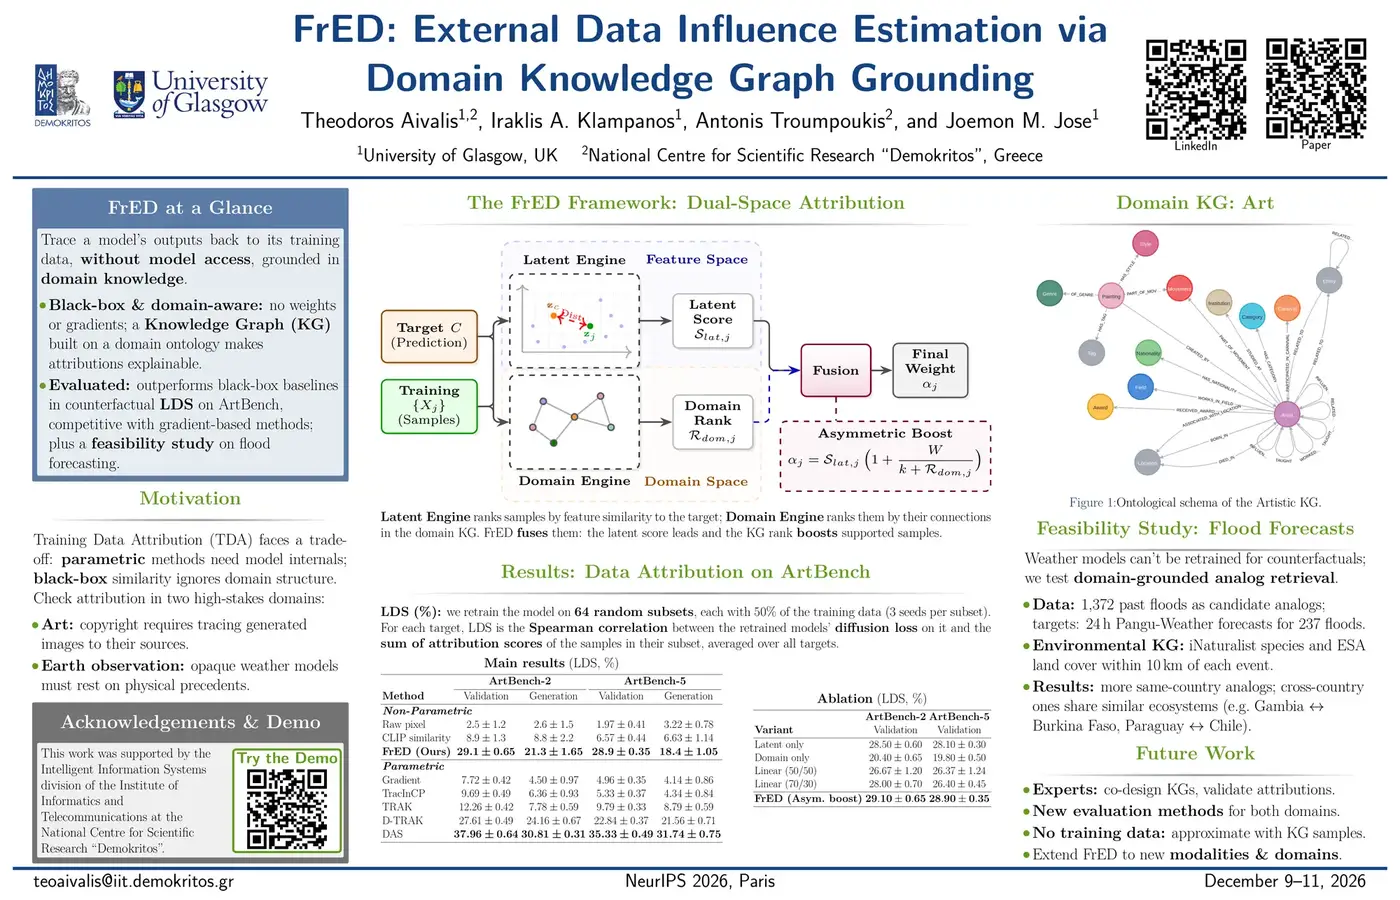 FrED: External Data Influence Estimation via
Domain Knowledge Graph Grounding
Theodoros Aivalis1,2, Iraklis A. Klampanos1, Antonis Troumpoukis2, and Joemon M. Jose1
1University of Glasgow, UK 2National Centre for Scientific Research “Demokritos”, Greece
DEMOKRITOS
University
of Glasgow
LinkedIn
Paper
FrED at a Glance
Trace a model’s outputs back to its training
data, without model access, grounded in
domain knowledge.
• Black-box & domain-aware: no weights
or gradients; a Knowledge Graph (KG)
built on a domain ontology makes
attributions explainable.
• Evaluated: outperforms black-box baselines
in counterfactual LDS on ArtBench,
competitive with gradient-based methods;
plus a feasibility study on flood
forecasting.
Motivation
Training Data Attribution (TDA) faces a trade-
off: parametric methods need model internals;
black-box similarity ignores domain structure.
Check attribution in two high-stakes domains:
• Art: copyright requires tracing generated
images to their sources.
• Earth observation: opaque weather models
must rest on physical precedents.
Acknowledgements & Demo
This work was supported by the
Intelligent Information Systems
division of the Institute of
Informatics and
Telecommunications at the
National Centre for Scientific
Research “Demokritos”.
Try the Demo
The FrED Framework: Dual-Space Attribution
Latent Engine
Feature Space
Target C
(Prediction)
Training
{Xj}
(Samples)
zc
Dist
zj
Latent
Score
Slat,j
Domain
Rank
Rdom,j
Fusion
Final
Weight
αj
Asymmetric Boost
αj = Slat,j (1 + W / (k + Rdom,j))
Domain Engine
Domain Space
Latent Engine ranks samples by feature similarity to the target; Domain Engine ranks them by their connections
in the domain KG. FrED fuses them: the latent score leads and the KG rank boosts supported samples.
Results: Data Attribution on ArtBench
LDS (%): we retrain the model on 64 random subsets, each with 50% of the training data (3 seeds per subset).
For each target, LDS is the Spearman correlation between the retrained models’ diffusion loss on it and the
sum of attribution scores of the samples in their subset, averaged over all targets.
Main results (LDS, %)
ArtBench-2 ArtBench-5
Method Validation Generation Validation Generation
Non-Parametric
Raw pixel 2.5 ± 1.2 2.6 ± 1.5 1.97 ± 0.41 3.22 ± 0.78
CLIP similarity 8.9 ± 1.3 8.8 ± 2.2 6.57 ± 0.44 6.63 ± 1.14
FrED (Ours) 29.1 ± 0.65 21.3 ± 1.65 28.9 ± 0.35 18.4 ± 1.05
Parametric
Gradient 7.72 ± 0.42 4.50 ± 0.97 4.96 ± 0.35 4.14 ± 0.86
TracInCP 9.69 ± 0.49 6.36 ± 0.93 5.33 ± 0.37 4.34 ± 0.84
TRAK 12.26 ± 0.42 7.78 ± 0.59 9.79 ± 0.33 8.79 ± 0.59
D-TRAK 27.61 ± 0.49 24.16 ± 0.67 22.84 ± 0.37 21.56 ± 0.71
DAS 37.96 ± 0.64 30.81 ± 0.31 35.33 ± 0.49 31.74 ± 0.75
Ablation (LDS, %)
ArtBench-2 ArtBench-5
Variant Validation Validation
Latent only 28.50 ± 0.60 28.10 ± 0.30
Domain only 20.40 ± 0.65 19.80 ± 0.50
Linear (50/50) 26.67 ± 1.20 26.37 ± 1.24
Linear (70/30) 28.00 ± 0.70 26.40 ± 0.45
FrED (Asym. boost) 29.10 ± 0.65 28.90 ± 0.35
Domain KG: Art
Style
Genre
Painting
Movement
Institution
Category
Nationality
Field
Award
HAS_STYLE
OF_GENRE
PART_OF_MOV...
HAS_TAG
CREATED_BY
HAS_NATIONALITY
WORKS_IN_FIELD
RECEIVED_AWARD
ASSOCIATED_WITH_LOCATION
BORN_IN
DIED_IN
RELATED_TO
RELATED_TO
Figure 1:Ontological schema of the Artistic KG.
Feasibility Study: Flood Forecasts
Weather models can’t be retrained for counterfactuals;
we test domain-grounded analog retrieval.
• Data: 1,372 past floods as candidate analogs;
targets: 24 h Pangu-Weather forecasts for 237 floods.
• Environmental KG: iNaturalist species and ESA
land cover within 10 km of each event.
• Results: more same-country analogs; cross-country
ones share similar ecosystems (e.g. Gambia ↔
Burkina Faso, Paraguay ↔ Chile).
Future Work
• Experts: co-design KGs, validate attributions.
• New evaluation methods for both domains.
• No training data: approximate with KG samples.
• Extend FrED to new modalities & domains.
teoaivalis@iit.demokritos.gr
NeurIPS 2026, Paris
December 9–11, 2026